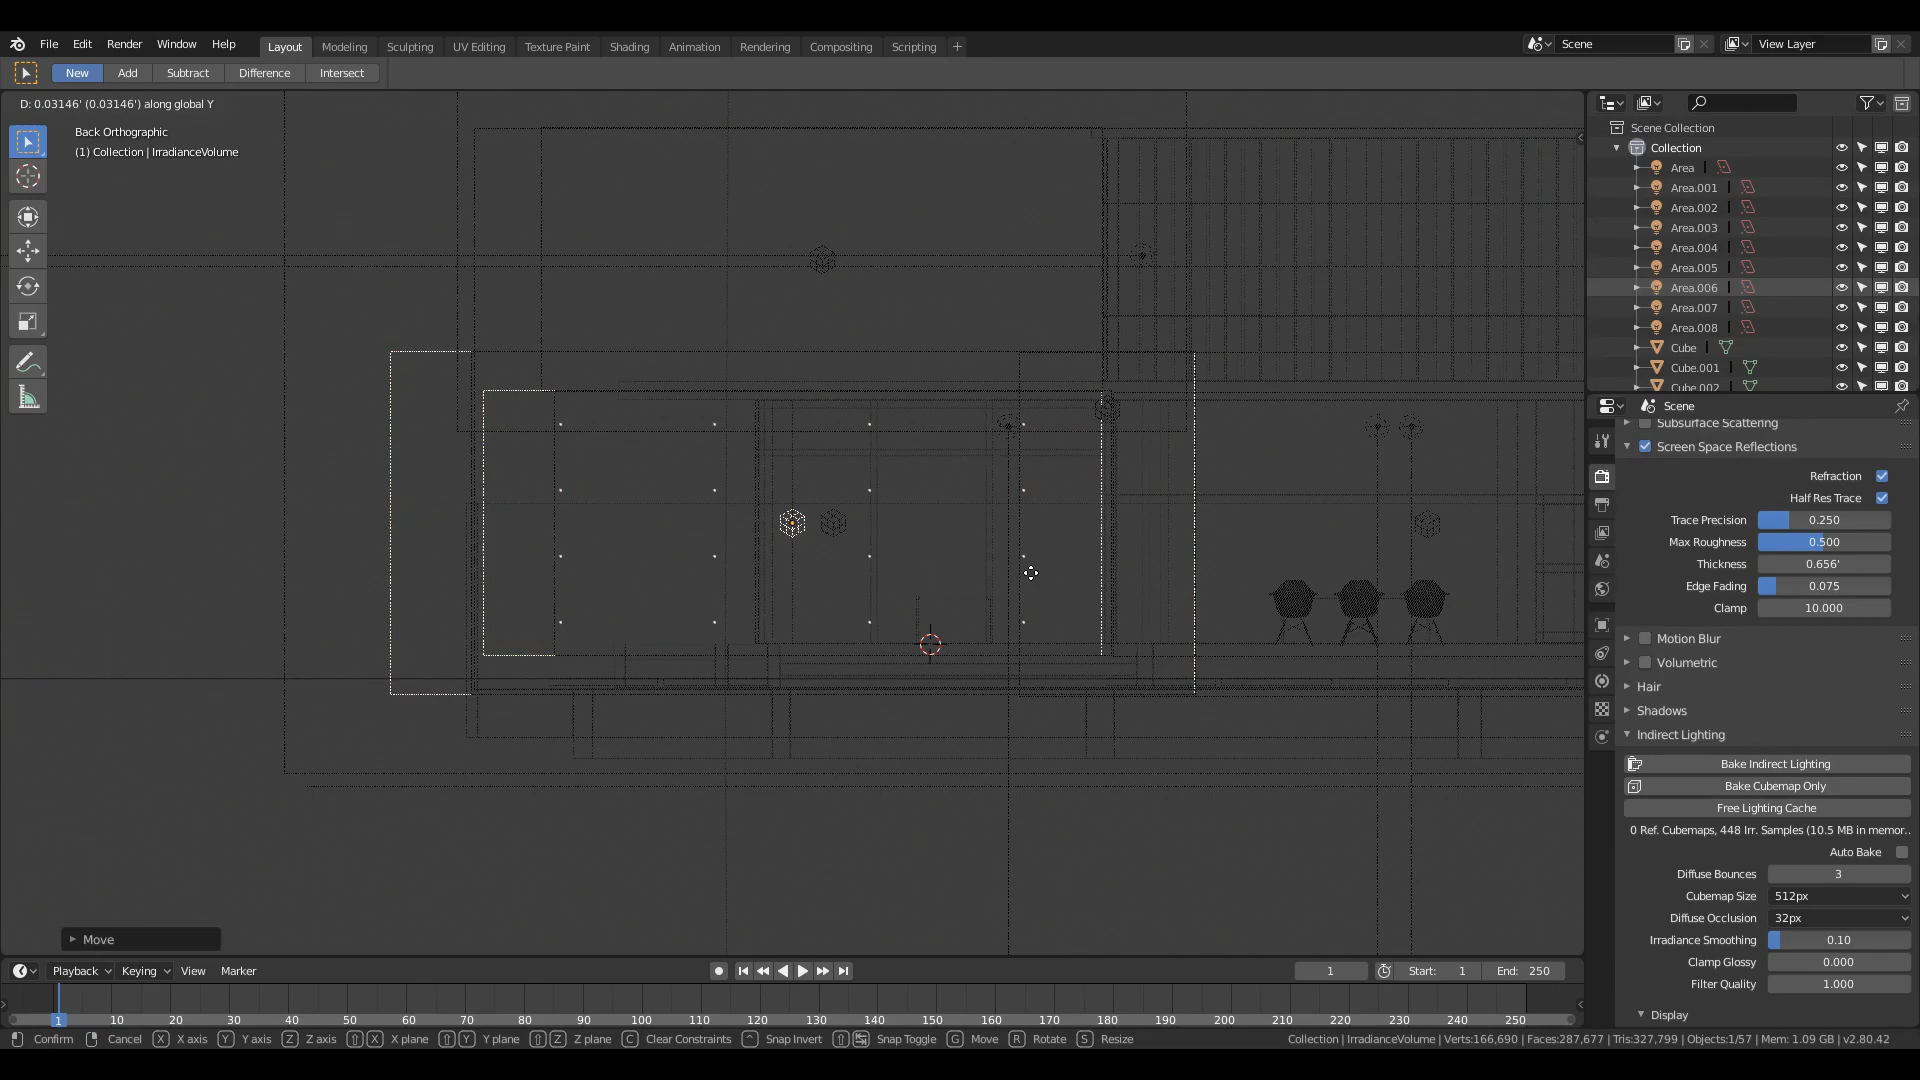 File Edit Render Window Help Layout Modeling Sculpting UV Editing Texture Paint Shading Animation Rendering Compositing Scripting + Scene View Layer
New Add Subtract Difference Intersect
D: 0.03146' (0.03146') along global Y
Back Orthographic
(1) Collection | IrradianceVolume
Scene Collection
Collection
Area
Area.001
Area.002
Area.003
Area.004
Area.005
Area.006
Area.007
Area.008
Cube
Cube.001
Cube.002
Scene
Subsurface Scattering
Screen Space Reflections
Refraction
Half Res Trace
Trace Precision 0.250
Max Roughness 0.500
Thickness 0.656'
Edge Fading 0.075
Clamp 10.000
Motion Blur
Volumetric
Hair
Shadows
Indirect Lighting
Bake Indirect Lighting
Bake Cubemap Only
Free Lighting Cache
0 Ref. Cubemaps, 448 Irr. Samples (10.5 MB in memor..
Auto Bake
Diffuse Bounces 3
Cubemap Size 512px
Diffuse Occlusion 32px
Irradiance Smoothing 0.10
Clamp Glossy 0.000
Filter Quality 1.000
Display
Move
Playback Keying View Marker 1 Start: 1 End: 250
1 10 20 30 40 50 60 70 80 90 100 110 120 130 140 150 160 170 180 190 200 210 220 230 240 250
Confirm Cancel X X axis Y Y axis Z Z axis X X plane Y Y plane Z Z plane C Clear Constraints ^ Snap Invert Snap Toggle G Move R Rotate S Resize Collection | IrradianceVolume | Verts:166,690 | Faces:287,677 | Tris:327,799 | Objects:1/57 | Mem: 1.09 GB | v2.80.42